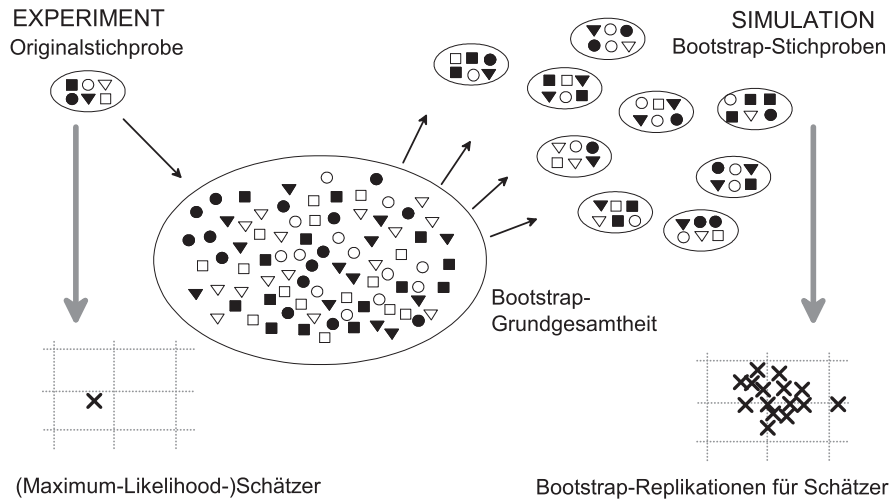 EXPERIMENT
Originalstichprobe
SIMULATION
Bootstrap-Stichproben
Bootstrap-
Grundgesamtheit
(Maximum-Likelihood-)Schätzer
Bootstrap-Replikationen für Schätzer